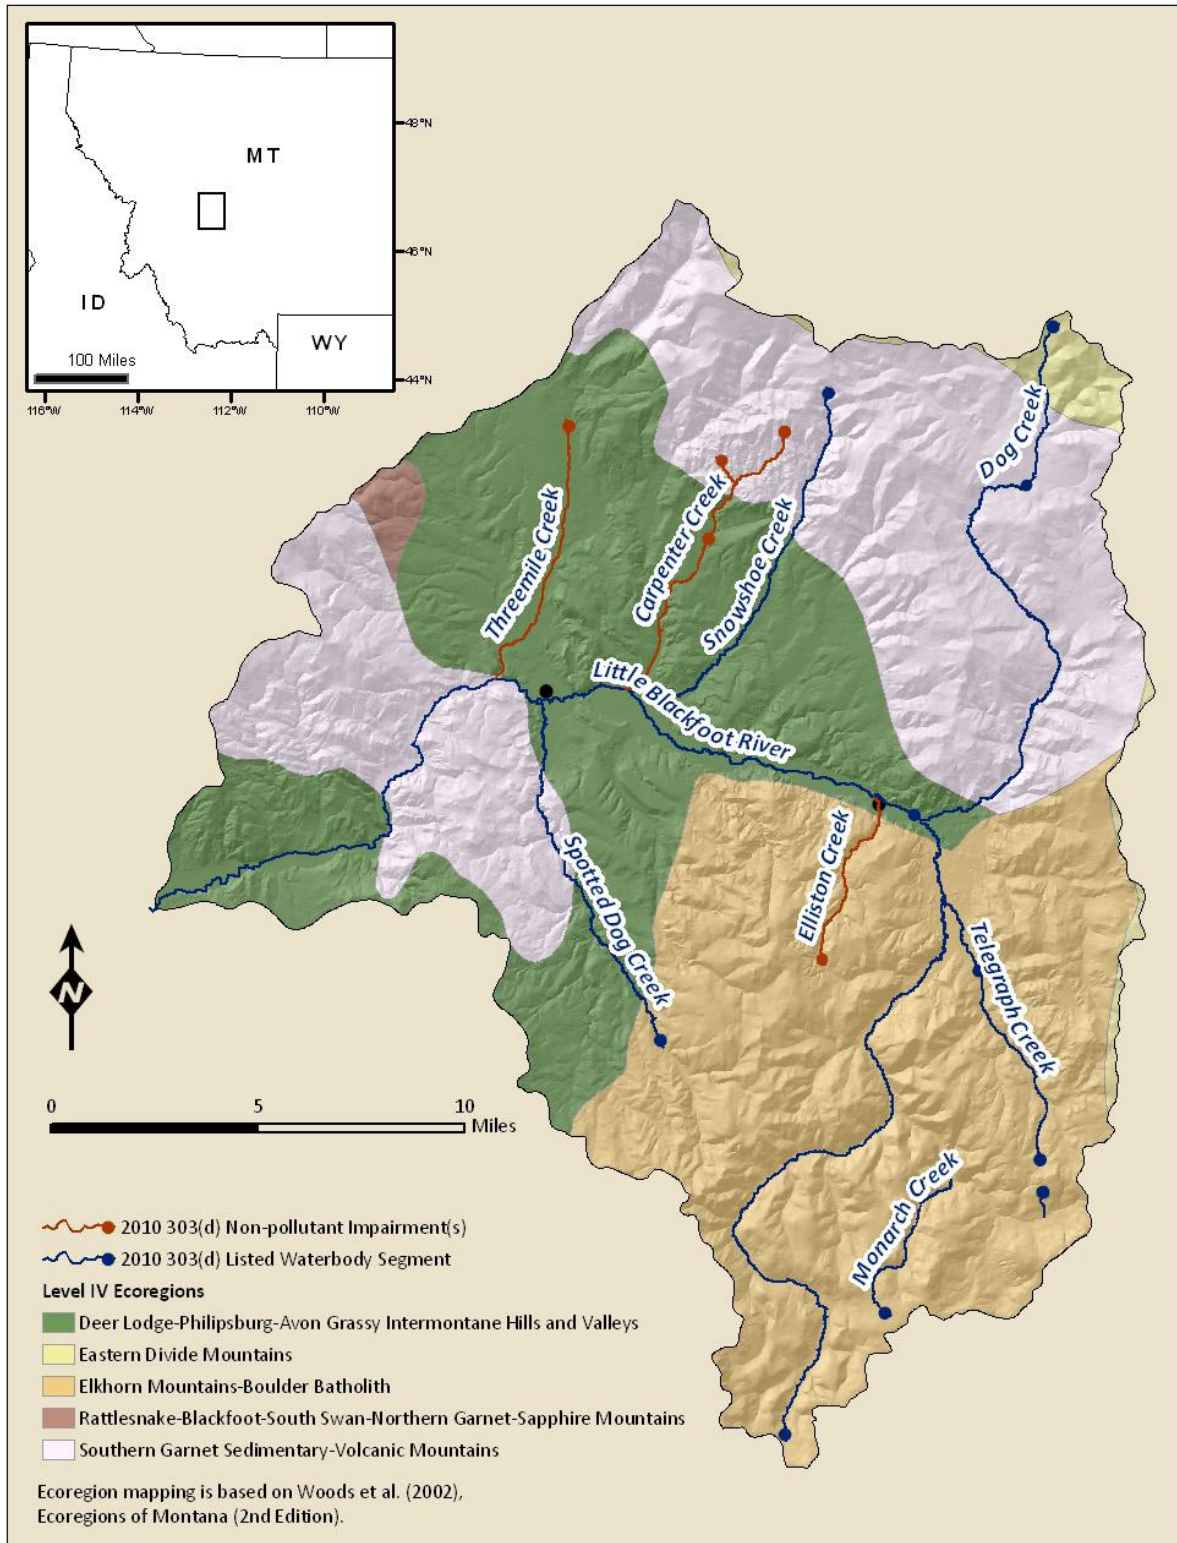 48°N
MT
46°N
ID
WY
100 Miles
44°N
116°W
114°W
112°W
110°W
Dog Creek
Threemile Creek
Carpenter Creek
Snowshoe Creek
Little Blackfoot River
Spotted Dog Creek
Elliston Creek
Telegraph Creek
Monarch Creek
N
0
5
10
Miles
2010 303(d) Non-pollutant Impairment(s)
2010 303(d) Listed Waterbody Segment
Level IV Ecoregions
Deer Lodge-Philipsburg-Avon Grassy Intermontane Hills and Valleys
Eastern Divide Mountains
Elkhorn Mountains-Boulder Batholith
Rattlesnake-Blackfoot-South Swan-Northern Garnet-Sapphire Mountains
Southern Garnet Sedimentary-Volcanic Mountains
Ecoregion mapping is based on Woods et al. (2002),
Ecoregions of Montana (2nd Edition).